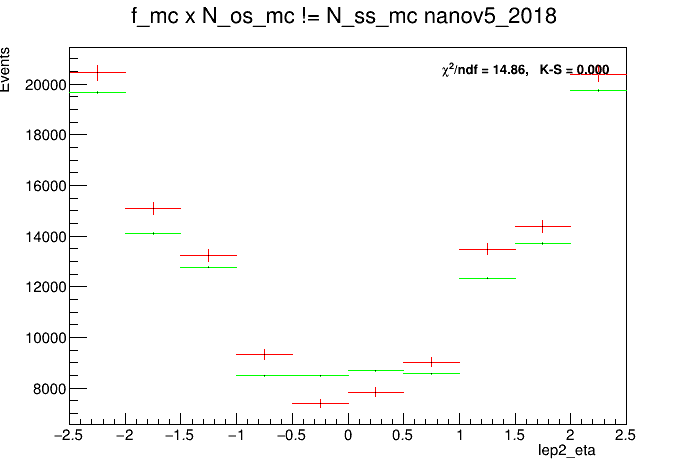 f_mc x N_os_mc != N_ss_mc nanov5_2018
Events
χ²/ndf = 14.86, K-S = 0.000
20000
18000
16000
14000
12000
10000
8000
−2.5 −2 −1.5 −1 −0.5 0 0.5 1 1.5 2 2.5
lep2_eta